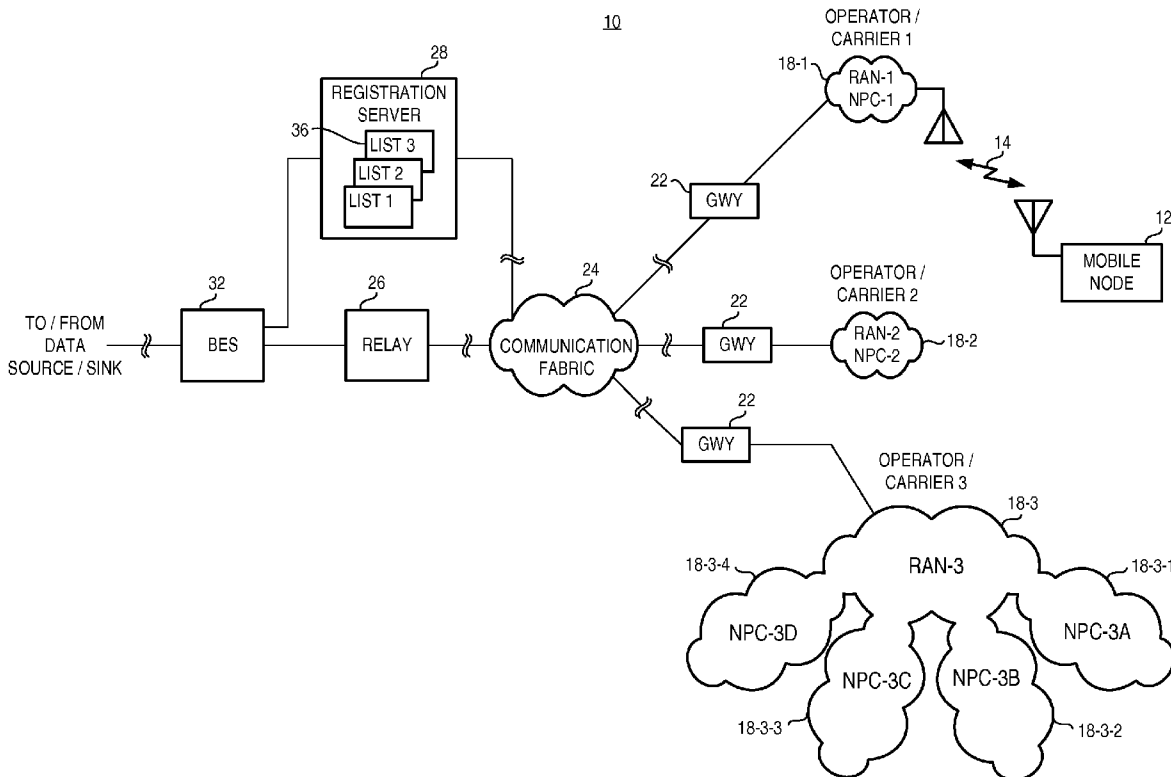 10
OPERATOR /
CARRIER 1
18-1
RAN-1
NPC-1
28
REGISTRATION
SERVER
36
LIST 3
LIST 2
LIST 1
14
22
GWY
12
MOBILE
NODE
32
BES
26
RELAY
TO / FROM
DATA
SOURCE / SINK
24
COMMUNICATION
FABRIC
22
GWY
OPERATOR /
CARRIER 2
RAN-2
NPC-2
18-2
22
GWY
OPERATOR /
CARRIER 3
18-3
RAN-3
18-3-4
18-3-1
NPC-3D
NPC-3A
NPC-3C
NPC-3B
18-3-3
18-3-2